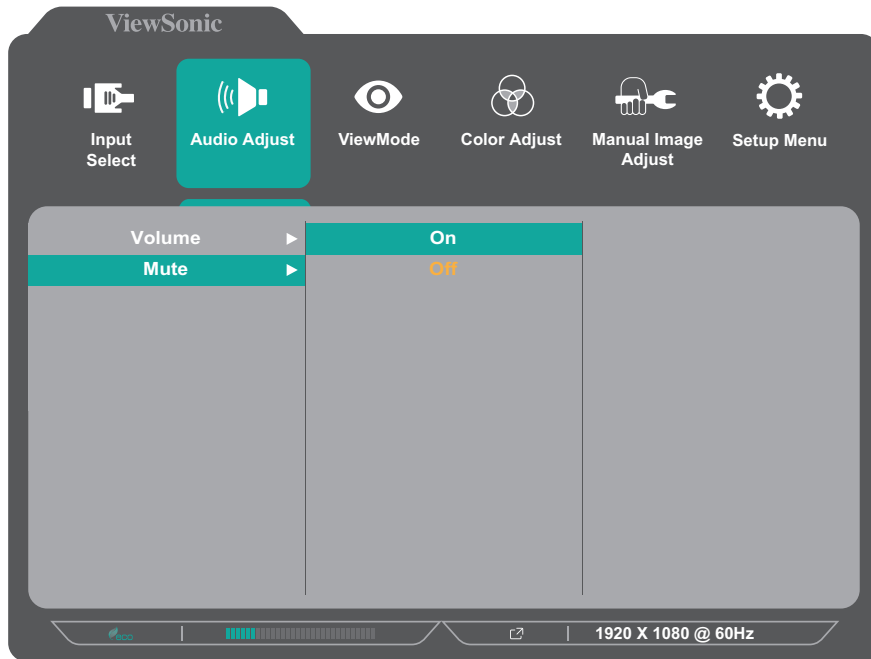 ViewSonic
Input
Select
Audio Adjust
ViewMode
Color Adjust
Manual Image
Adjust
Setup Menu
Volume
On
Mute
Off
eco
1920 X 1080 @ 60Hz